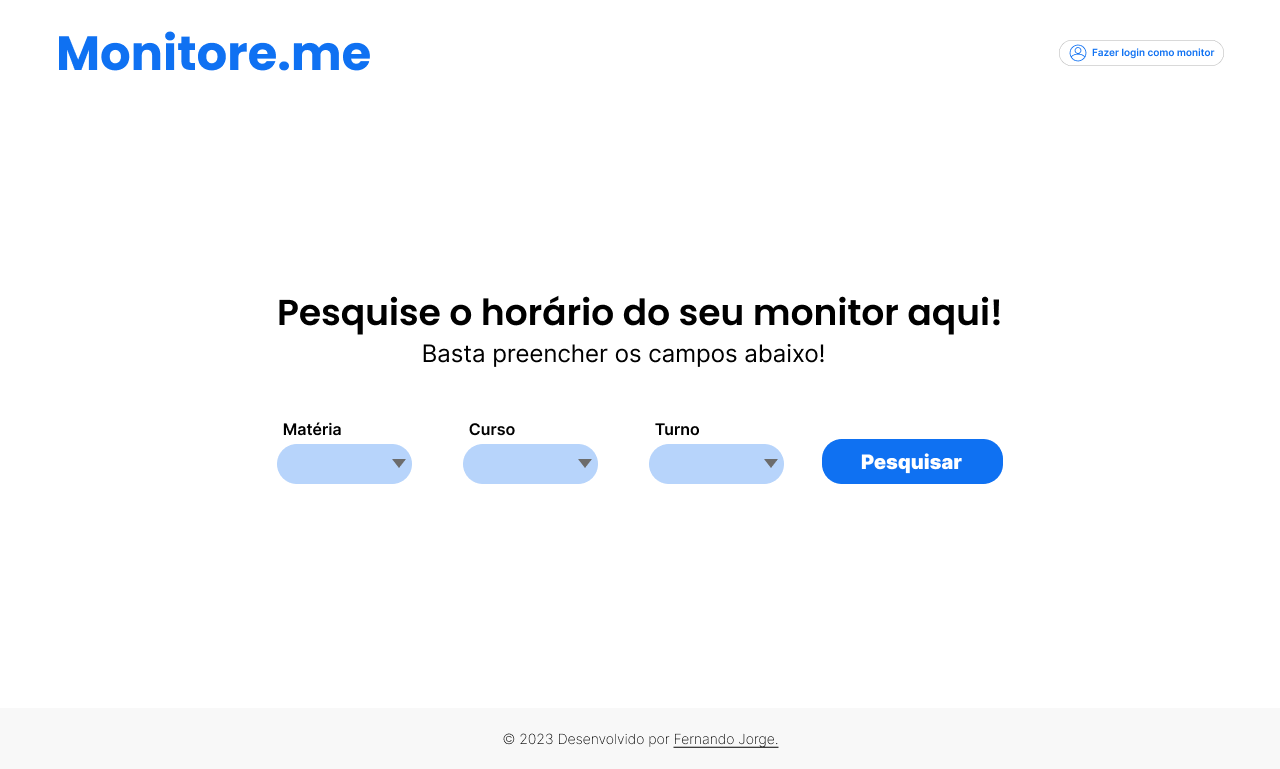 Monitore.me
Fazer login como monitor
Pesquise o horário do seu monitor aqui!
Basta preencher os campos abaixo!
Matéria
Curso
Turno
Pesquisar
© 2023 Desenvolvido por Fernando Jorge.